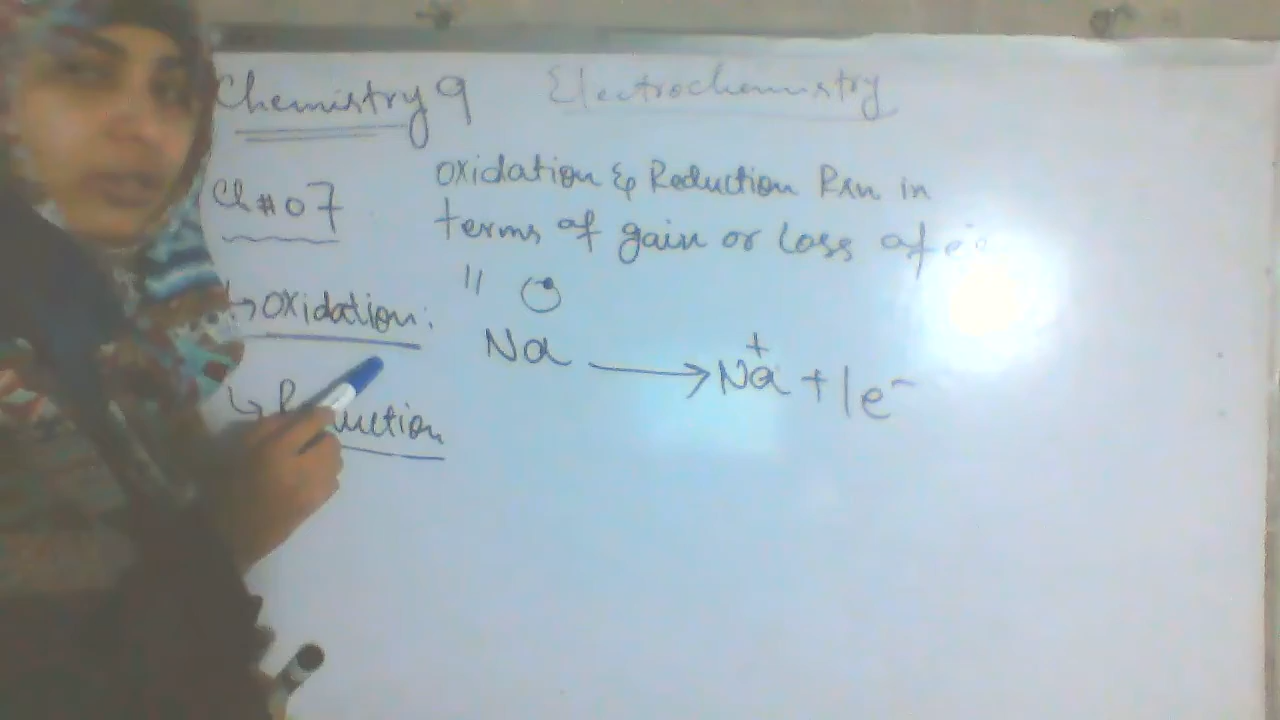 Chemistry 9 Electrochemistry
Ch # 07
Oxidation & Reduction Rxn in
terms of gain or loss of e
↳ Oxidation:
" 
Na ⟶ Na⁺ + 1e⁻
↳ Reduction